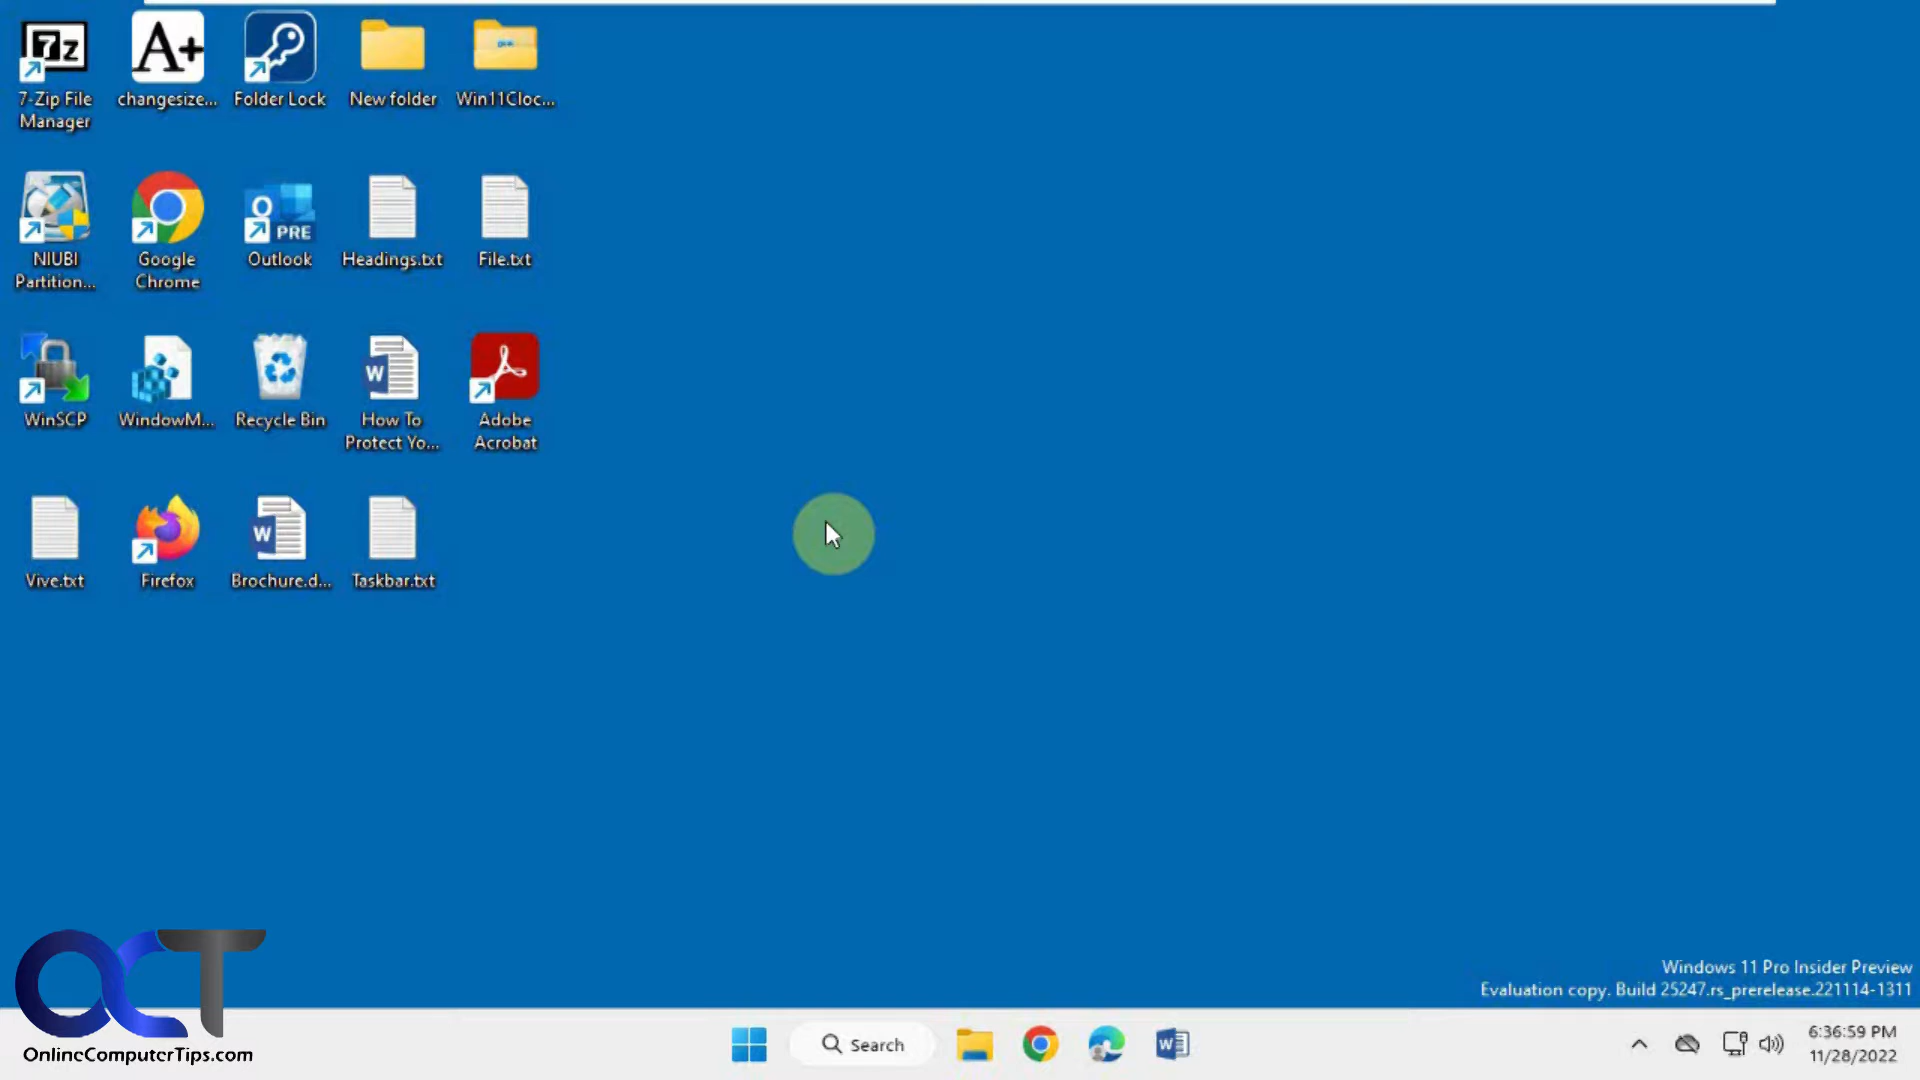 7-Zip File
Manager
changesize...
Folder Lock
New folder
Win11Cloc...
NIUBI
Partition...
Google
Chrome
PRE
Outlook
Headings.txt
File.txt
WinSCP
WindowM...
Recycle Bin
How To
Protect Yo...
Adobe
Acrobat
Vive.txt
Firefox
Brochure.d...
Taskbar.txt
Windows 11 Pro Insider Preview
Evaluation copy. Build 25247.rs_prerelease.221114-1311
OCT
OnlineComputerTips.com
Search
6:36:59 PM
11/28/2022